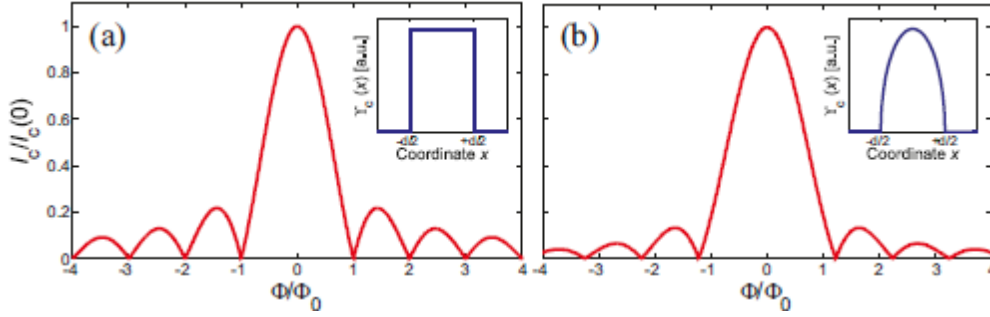 (a)
I_c/I_c(0)
1
0.8
0.6
0.4
0.2
0
-4 -3 -2 -1 0 1 2 3 4
Φ/Φ_0
ϒ_c (x) [a.u.]
-d/2 +d/2
Coordinate x
(b)
-4 -3 -2 -1 0 1 2 3 4
Φ/Φ_0
ϒ_c (x) [a.u.]
-d/2 +d/2
Coordinate x